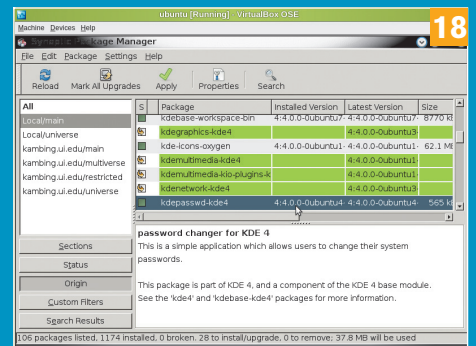 ubuntu [Running] - VirtualBox OSE
18
Machine Devices Help
Synaptic Package Manager
File Edit Package Settings Help
Reload Mark All Upgrades Apply Properties Search
All
Local/main
Local/universe
kambing.ui.edu/main
kambing.ui.edu/multiverse
kambing.ui.edu/restricted
kambing.ui.edu/universe
S Package Installed Version Latest Version Size
kdebase-workspace-bin 4:4.0.0-0ubuntu7- 4:4.0.0-0ubuntu7- 8770 k
kdegraphics-kde4 4:4.0.0-0ubuntu3-
kde-icons-oxygen 4:4.0.0-0ubuntu1- 4:4.0.0-0ubuntu1- 62.1 M
kdemultimedia-kde4 4:4.0.0-0ubuntu1-
kdemultimedia-kio-plugins-k 4:4.0.0-0ubuntu1-
kdenetwork-kde4 4:4.0.0-0ubuntu3-
kdepasswd-kde4 4:4.0.0-0ubuntu4- 4:4.0.0-0ubuntu4- 565 k
Sections
Status
Origin
Custom Filters
Search Results
password changer for KDE 4
This is a simple application which allows users to change their system
passwords.
This package is part of KDE 4, and a component of the KDE 4 base module.
See the 'kde4' and 'kdebase-kde4' packages for more information.
106 packages listed, 1174 installed, 0 broken. 28 to install/upgrade, 0 to remove; 37.8 MB will be used